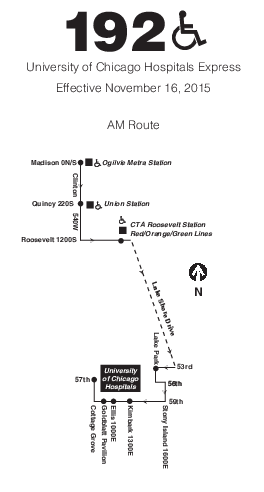 192
University of Chicago Hospitals Express
Effective November 16, 2015
AM Route
Madison 0N/S
Ogilvie Metra Station
Clinton
Quincy 220S
Union Station
540W
CTA Roosevelt Station
Red/Orange/Green Lines
Roosevelt 1200S
Lake Shore Drive
N
Lake Park
53rd
56th
57th
University
of Chicago
Hospitals
59th
Cottage Grove
Goldblatt Pavilion
Ellis 1000E
Kimbark 1300E
Stony Island 1600E